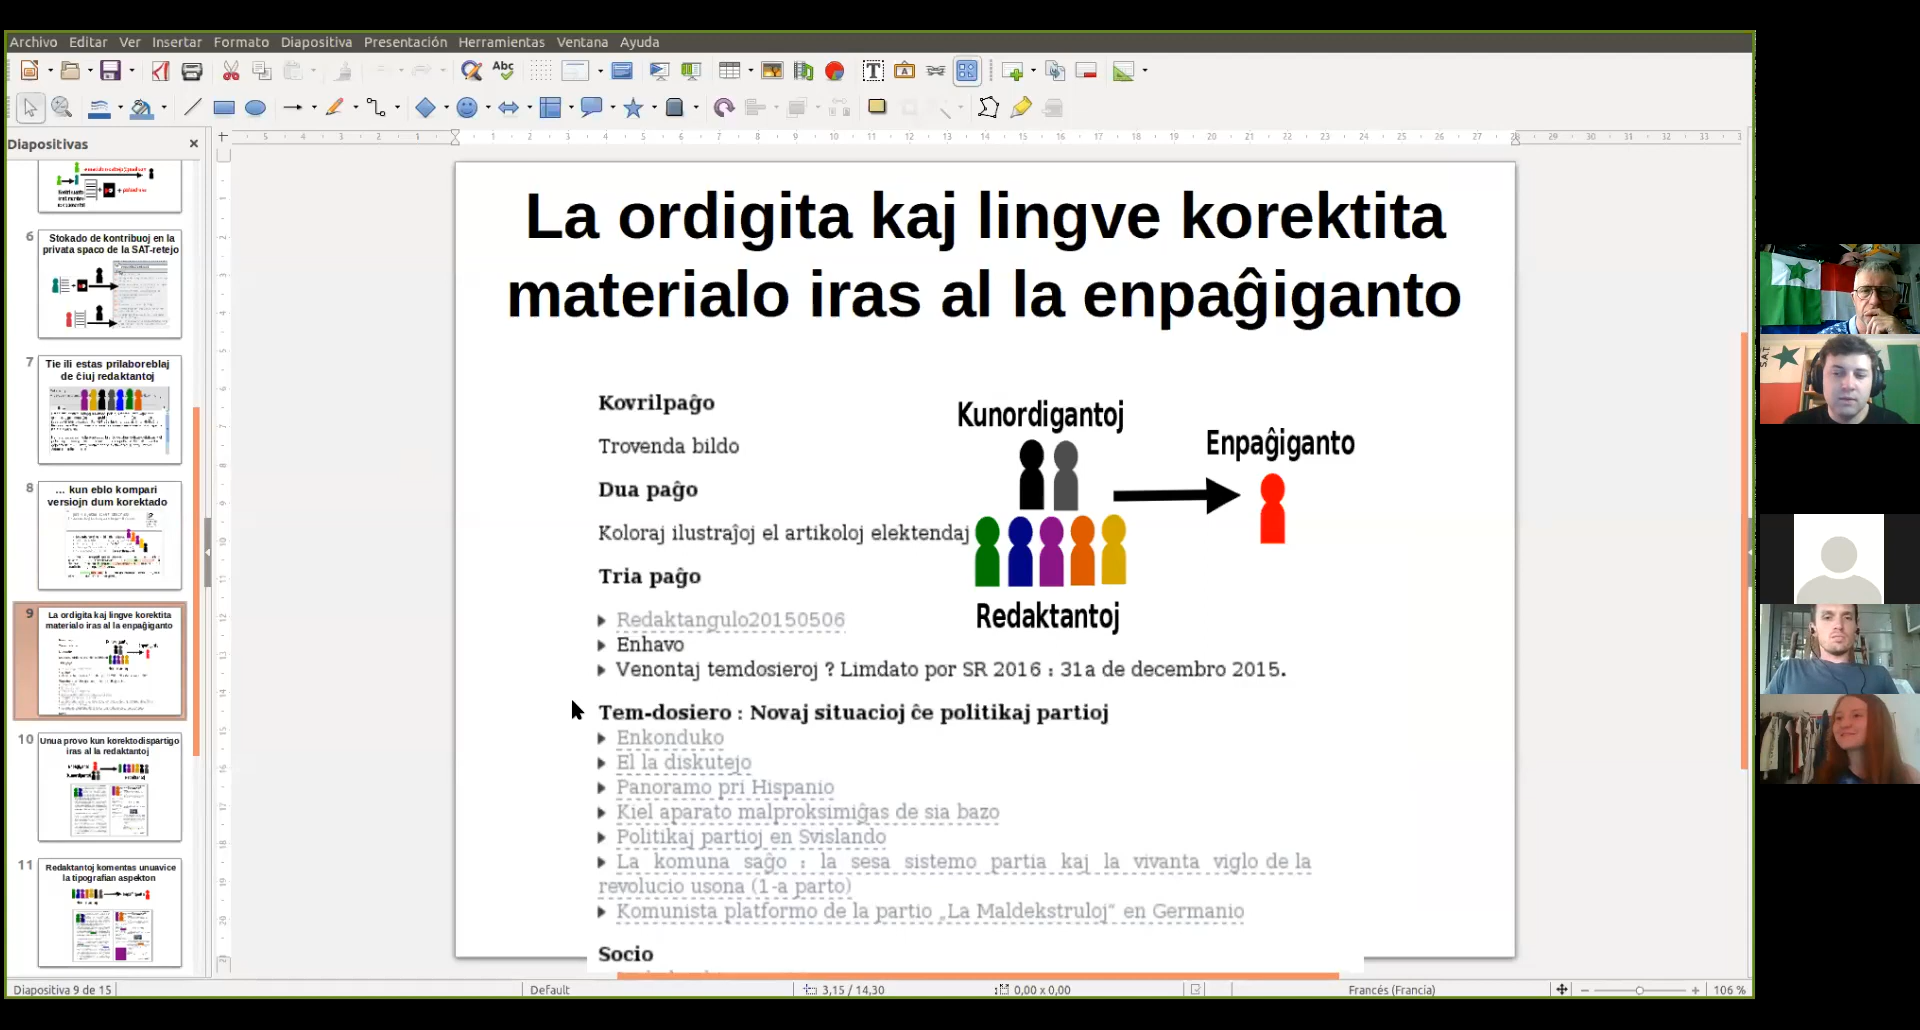 Archivo Editar Ver Insertar Formato Diapositiva Presentación Herramientas Ventana Ayuda
Abc
Diapositivas
6
Stokado de kontribuoj en la
privata spaco de la SAT-retejo
7
Tie ili estas prilaboreblaj
de ĉiuj redaktantoj
8
... kun eblo kompari
versiojn dum korektado
9
La ordigita kaj lingve korektita
materialo iras al la enpaĝiganto
10
Unua provo kun korektodispartigo
iras al la redaktantoj
11
Redaktantoj komentas unuavice
la tipografian aspekton
La ordigita kaj lingve korektita
materialo iras al la enpaĝiganto
Kovrilpaĝo
Trovenda bildo
Dua paĝo
Koloraj ilustraĵoj el artikoloj elektendaj
Tria paĝo
Redaktangulo20150506
Enhavo
Venontaj temdosieroj ? Limdato por SR 2016 : 31a de decembro 2015.
Kunordigantoj
Enpaĝiganto
Redaktantoj
Tem-dosiero : Novaj situacioj ĉe politikaj partioj
Enkonduko
El la diskutejo
Panoramo pri Hispanio
Kiel aparato malproksimiĝas de sia bazo
Politikaj partioj en Svislando
La komuna saĝo : la sesa sistemo partia kaj la vivanta viglo de la
revolucio usona (1-a parto)
Komunista platformo de la partio „La Maldekstruloj“ en Germanio
Socio
Diapositiva 9 de 15
Default
3,15 / 14,30
0,00 x 0,00
Francés (Francia)
106 %
SAT